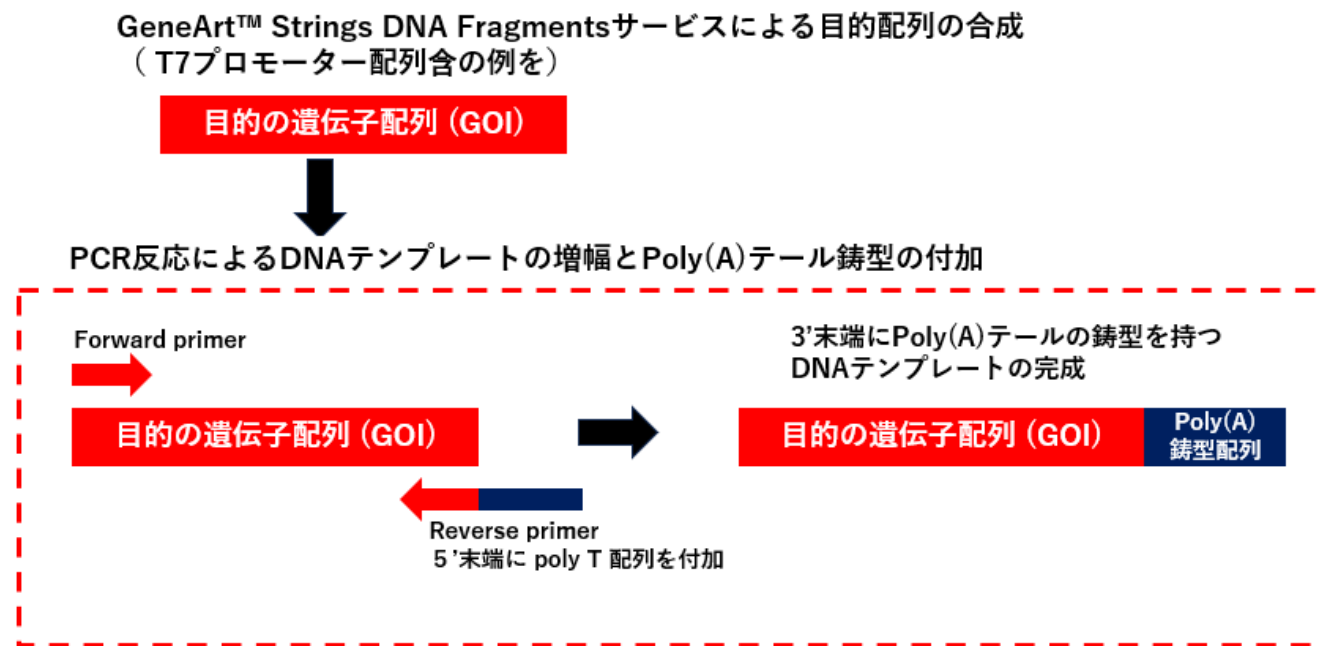 GeneArt™ Strings DNA Fragmentsサービスによる目的配列の合成
（ T7プロモーター配列含の例を）
目的の遺伝子配列（GOI）
PCR反応によるDNAテンプレートの増幅とPoly(A)テール鋳型の付加
Forward primer
目的の遺伝子配列（GOI）
Reverse primer
５’末端に poly T 配列を付加
3’末端にPoly(A)テールの鋳型を持つ
DNAテンプレートの完成
目的の遺伝子配列（GOI）
Poly(A)
鋳型配列